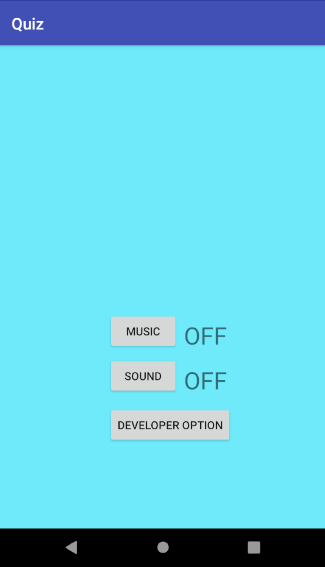 Quiz
MUSIC OFF
SOUND OFF
DEVELOPER OPTION